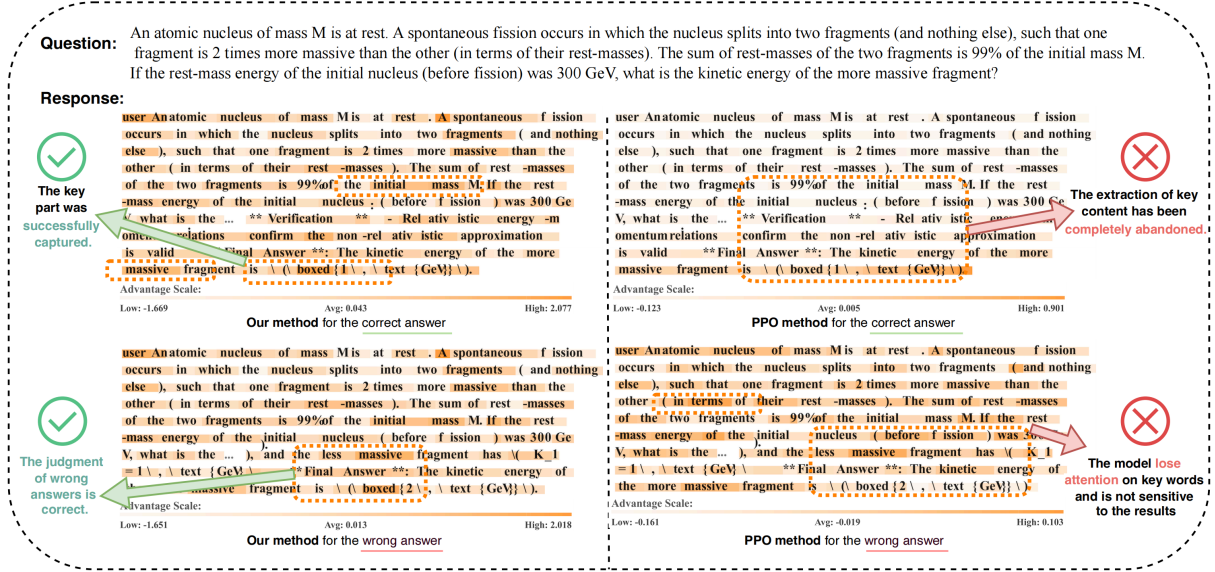 Question:
An atomic nucleus of mass M is at rest. A spontaneous fission occurs in which the nucleus splits into two fragments (and nothing else), such that one
fragment is 2 times more massive than the other (in terms of their rest-masses). The sum of rest-masses of the two fragments is 99% of the initial mass M.
If the rest-mass energy of the initial nucleus (before fission) was 300 GeV, what is the kinetic energy of the more massive fragment?
Response:
The key
part was
successfully
captured.
user An atomic nucleus of mass M is at rest . A spontaneous f ission
occurs in which the nucleus splits into two fragments ( and nothing
else ), such that one fragment is 2 times more massive than the
other ( in terms of their rest -masses ). The sum of rest -masses
of the two fragments is 99% of the initial mass M. If the rest
-mass energy of the initial nucleus ( before f ission ) was 300 Ge
V, what is the ... ** Verification ** - Rel ativ istic energy -m
omentum relations confirm the -rel ativ istic approximation
is valid Final Answer **: The kinetic energy of the more
massive fragment is \ (\ boxed {1 \ , \ text {GeV}} \ ).
Advantage Scale:
Low: -1.669 Avg: 0.043 High: 2.077
Our method for the correct answer
user An atomic nucleus of mass M is at rest . A spontaneous f ission
occurs in which the nucleus splits into two fragments ( and nothing
else ), such that one fragment is 2 times more massive than the
other ( in terms of their rest -masses ). The sum of rest -masses
of the two fragments is 99% of the initial mass M. If the rest
-mass energy of the initial nucleus : ( before f ission ) was 300 Ge
V, what is the ... ** Verification ** - Rel ativ istic
omentum relations confirm the non -rel ativ istic approximation
is valid **Final Answer **: The kinetic energy of the more
massive fragment is \ (\ boxed {1 \ , \ text {GeV}} \ ).
Advantage Scale:
Low: -0.123 Avg: 0.005 High: 0.901
PPO method for the correct answer
The extraction of key
content has been
completely abandoned.
The judgment
of wrong
answers is
correct.
user An atomic nucleus of mass M is at rest . A spontaneous f ission
occurs in which the nucleus splits into two fragments ( and nothing
else ), such that one fragment is 2 times more massive than the
other ( in terms of their rest -masses ). The sum of rest -masses
of the two fragments is 99% of the initial mass M. If the rest
-mass energy of the initial nucleus ( before f ission ) was 300 Ge
V, what is the ... ), and the less massive fragment has \( K_1
= 1 \ , \ text {GeV} \ **Final Answer **: The kinetic energy of
massive fragment is \ (\ boxed {2 \ , \ text {GeV}} \ ).
Advantage Scale:
Low: -1.651 Avg: 0.013 High: 2.018
Our method for the wrong answer
user An atomic nucleus of mass M is at rest . A spontaneous f ission
occurs in which the nucleus splits into two fragments ( and nothing
else ), such that one fragment is 2 times more massive than the
other ( in terms of their rest -masses ). The sum of rest -masses
of the two fragments is 99% of the initial mass M. If the rest
-mass energy of the initial nucleus ( before f ission ) was
V, what is the ... ), and the less massive fragment has \( K_1
= 1 \ , \ text {GeV} \ **Final Answer **: The kinetic energy of
the more massive fragment is \ (\ boxed {2 \ , \ text {GeV}} \ )
Advantage Scale:
Low: -0.161 Avg: -0.019 High: 0.103
PPO method for the wrong answer
The model lose
attention on key words
and is not sensitive
to the results